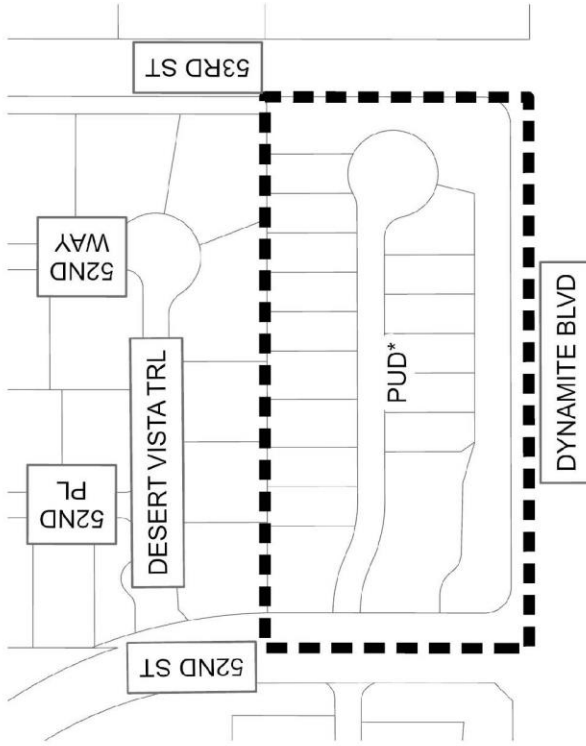 53RD ST
52ND
WAY
DESERT VISTA TRL
52ND
PL
52ND ST
PUD*
DYNAMITE BLVD